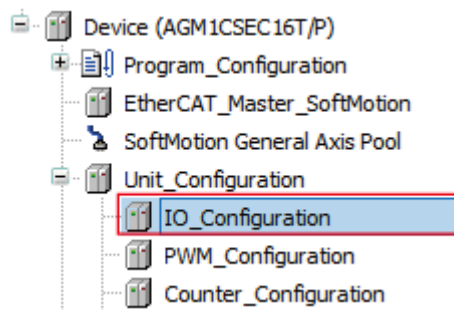 Device (AGM1CSEC16T/P)
Program_Configuration
EtherCAT_Master_SoftMotion
SoftMotion General Axis Pool
Unit_Configuration
IO_Configuration
PWM_Configuration
Counter_Configuration